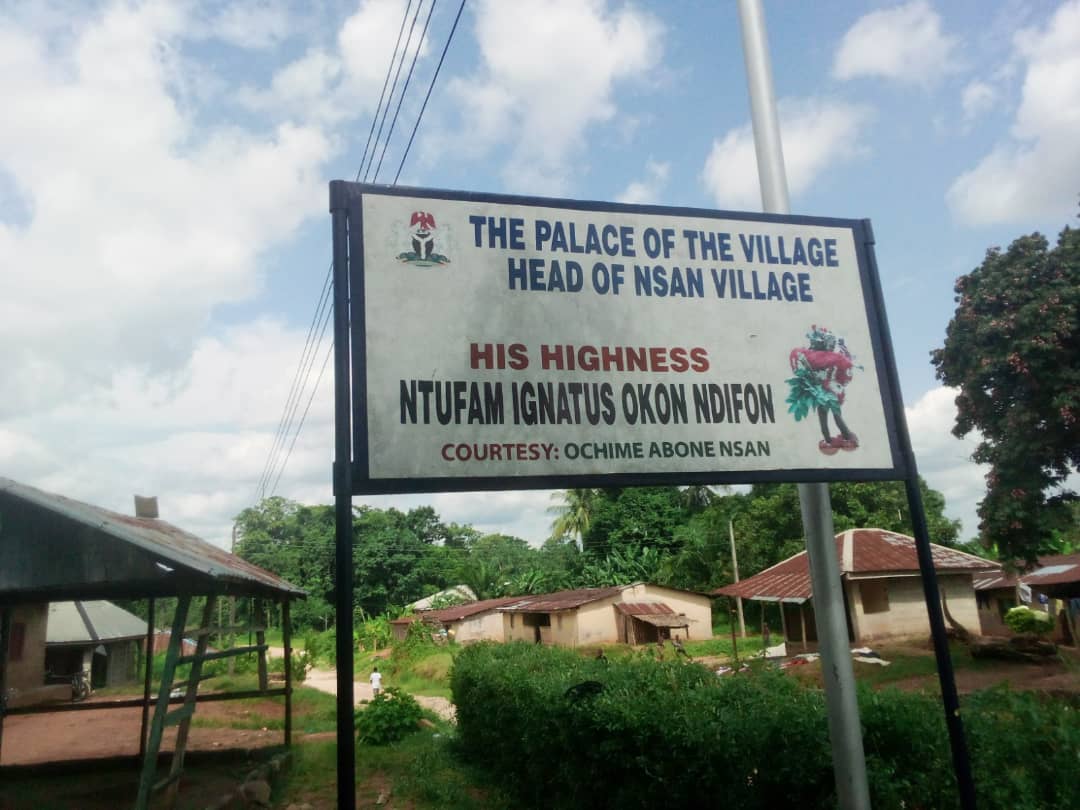 THE PALACE OF THE VILLAGE
HEAD OF NSAN VILLAGE
HIS HIGHNESS
NTUFAM IGNATUS OKON NDIFON
COURTESY: OCHIME ABONE NSAN